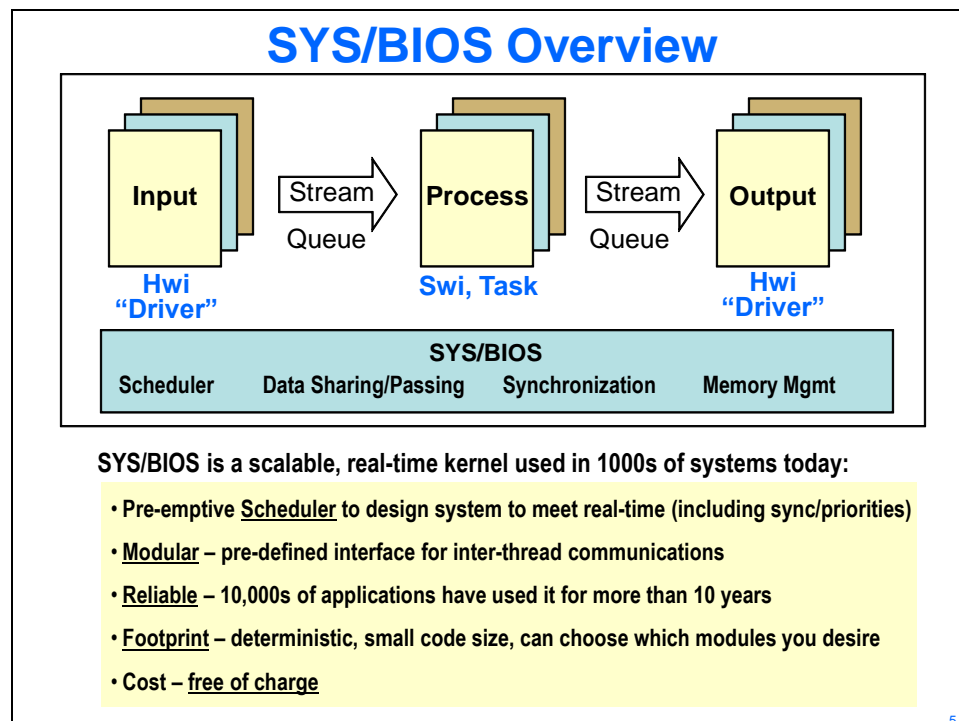 SYS/BIOS Overview
Input
Stream
Queue
Process
Stream
Queue
Output
Hwi
“Driver”
Swi, Task
Hwi
“Driver”
SYS/BIOS
Scheduler Data Sharing/Passing Synchronization Memory Mgmt
SYS/BIOS is a scalable, real-time kernel used in 1000s of systems today:
• Pre-emptive Scheduler to design system to meet real-time (including sync/priorities)
• Modular – pre-defined interface for inter-thread communications
• Reliable – 10,000s of applications have used it for more than 10 years
• Footprint – deterministic, small code size, can choose which modules you desire
• Cost – free of charge
5